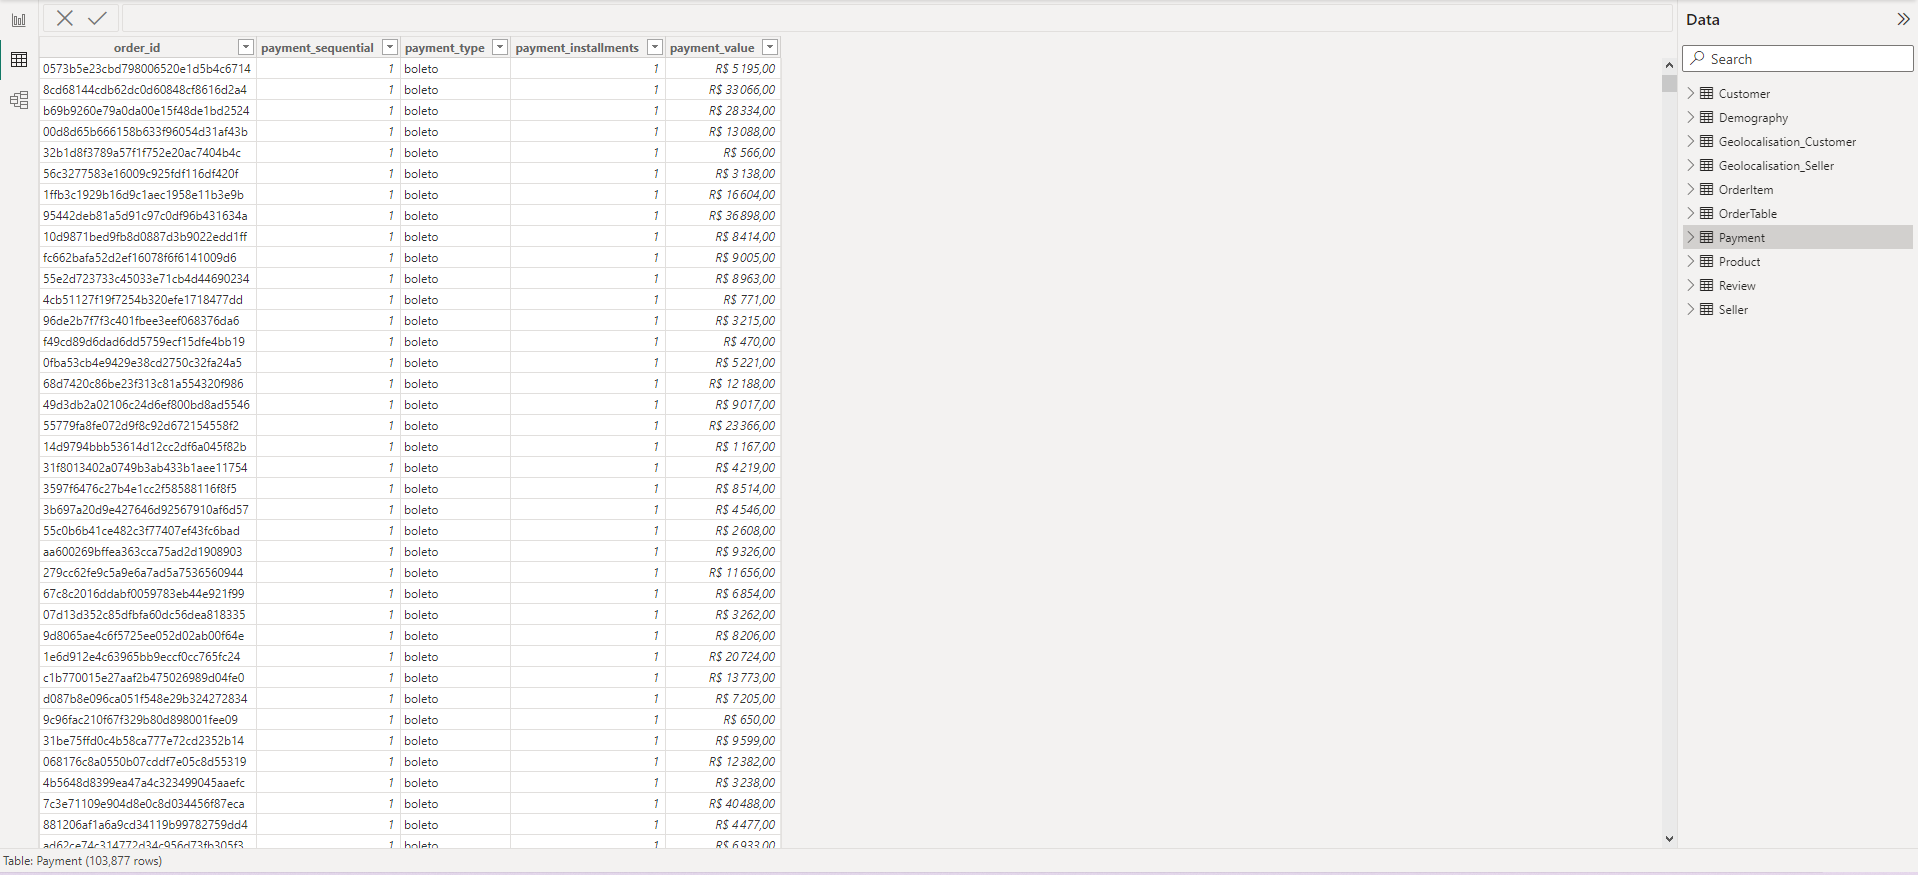 order_id payment_sequential payment_type payment_installments payment_value
0573b5e23cbd798006520e1d5b4c6714 1 boleto 1 R$ 5 195,00
8cd68144cdb62dc0d60848cf8616d2a4 1 boleto 1 R$ 33 066,00
b69b9260e79a0da00e15f48de1bd2524 1 boleto 1 R$ 28 334,00
00d8d65b666158b633f96054d31af43b 1 boleto 1 R$ 13 088,00
32b1d8f3789a57f1f752e20ac7404b4c 1 boleto 1 R$ 566,00
56c3277583e16009c925fdf116df420f 1 boleto 1 R$ 3 138,00
1ffb3c1929b16d9c1aec1958e11b3e9b 1 boleto 1 R$ 16 604,00
95442deb81a5d91c97c0df96b431634a 1 boleto 1 R$ 36 898,00
10d9871bed9fb8d0887d3b9022edd1ff 1 boleto 1 R$ 8 414,00
fc662bafa52d2ef16078f6f6141009d6 1 boleto 1 R$ 9 005,00
55e2d723733c45033e71cb4d44690234 1 boleto 1 R$ 8 963,00
4cb51127f19f7254b320efe1718477dd 1 boleto 1 R$ 771,00
96de2b7f7f3c401fbee3eef068376da6 1 boleto 1 R$ 3 215,00
f49cd89d6dad6dd5759ecf15dfe4bb19 1 boleto 1 R$ 470,00
0fba53cb4e9429e38cd2750c32fa24a5 1 boleto 1 R$ 5 221,00
68d7420c86be23f313c81a554320f986 1 boleto 1 R$ 12 188,00
49d3db2a02106c24d6ef800bd8ad5546 1 boleto 1 R$ 9 017,00
55779fa8fe072d9f8c92d672154558f2 1 boleto 1 R$ 23 366,00
14d9794bbb53614d12cc2df6a045f82b 1 boleto 1 R$ 1 167,00
31f8013402a0749b3ab433b1aee11754 1 boleto 1 R$ 4 219,00
3597f6476c27b4e1cc2f58588116f8f5 1 boleto 1 R$ 8 514,00
3b697a20d9e427646d92567910af6d57 1 boleto 1 R$ 4 546,00
55c0b6b41ce482c3f77407ef43fc6bad 1 boleto 1 R$ 2 608,00
aa600269bffea363cca75ad2d1908903 1 boleto 1 R$ 9 326,00
279cc62fe9c5a9e6a7ad5a7536560944 1 boleto 1 R$ 11 656,00
67c8c2016ddabf0059783eb44e921f99 1 boleto 1 R$ 6 854,00
07d13d352c85dfbfa60dc56dea818335 1 boleto 1 R$ 3 262,00
9d8065ae4c6f5725ee052d02ab00f64e 1 boleto 1 R$ 8 206,00
1e6d912e4c63965bb9eccf0cc765fc24 1 boleto 1 R$ 20 724,00
c1b770015e27aaf2b475026989d04fe0 1 boleto 1 R$ 13 773,00
d087b8e096ca051f548e29b324272834 1 boleto 1 R$ 7 205,00
9c96fac210f67f329b80d898001fee09 1 boleto 1 R$ 650,00
31be75ffd0c4b58ca777e72cd2352b14 1 boleto 1 R$ 9 599,00
068176c8a0550b07cddf7e05c8d55319 1 boleto 1 R$ 12 382,00
4b5648d8399ea47a4c323499045aaefc 1 boleto 1 R$ 3 238,00
7c3e71109e904d8e0c8d034456f87eca 1 boleto 1 R$ 40 488,00
881206af1a6a9cd34119b99782759dd4 1 boleto 1 R$ 4 477,00
ad62ce74c314772d34c956d73fb305f3 1 boleto 1 R$ 6 933,00
Table: Payment (103,877 rows)
Data
Search
Customer
Demography
Geolocalisation_Customer
Geolocalisation_Seller
OrderItem
OrderTable
Payment
Product
Review
Seller